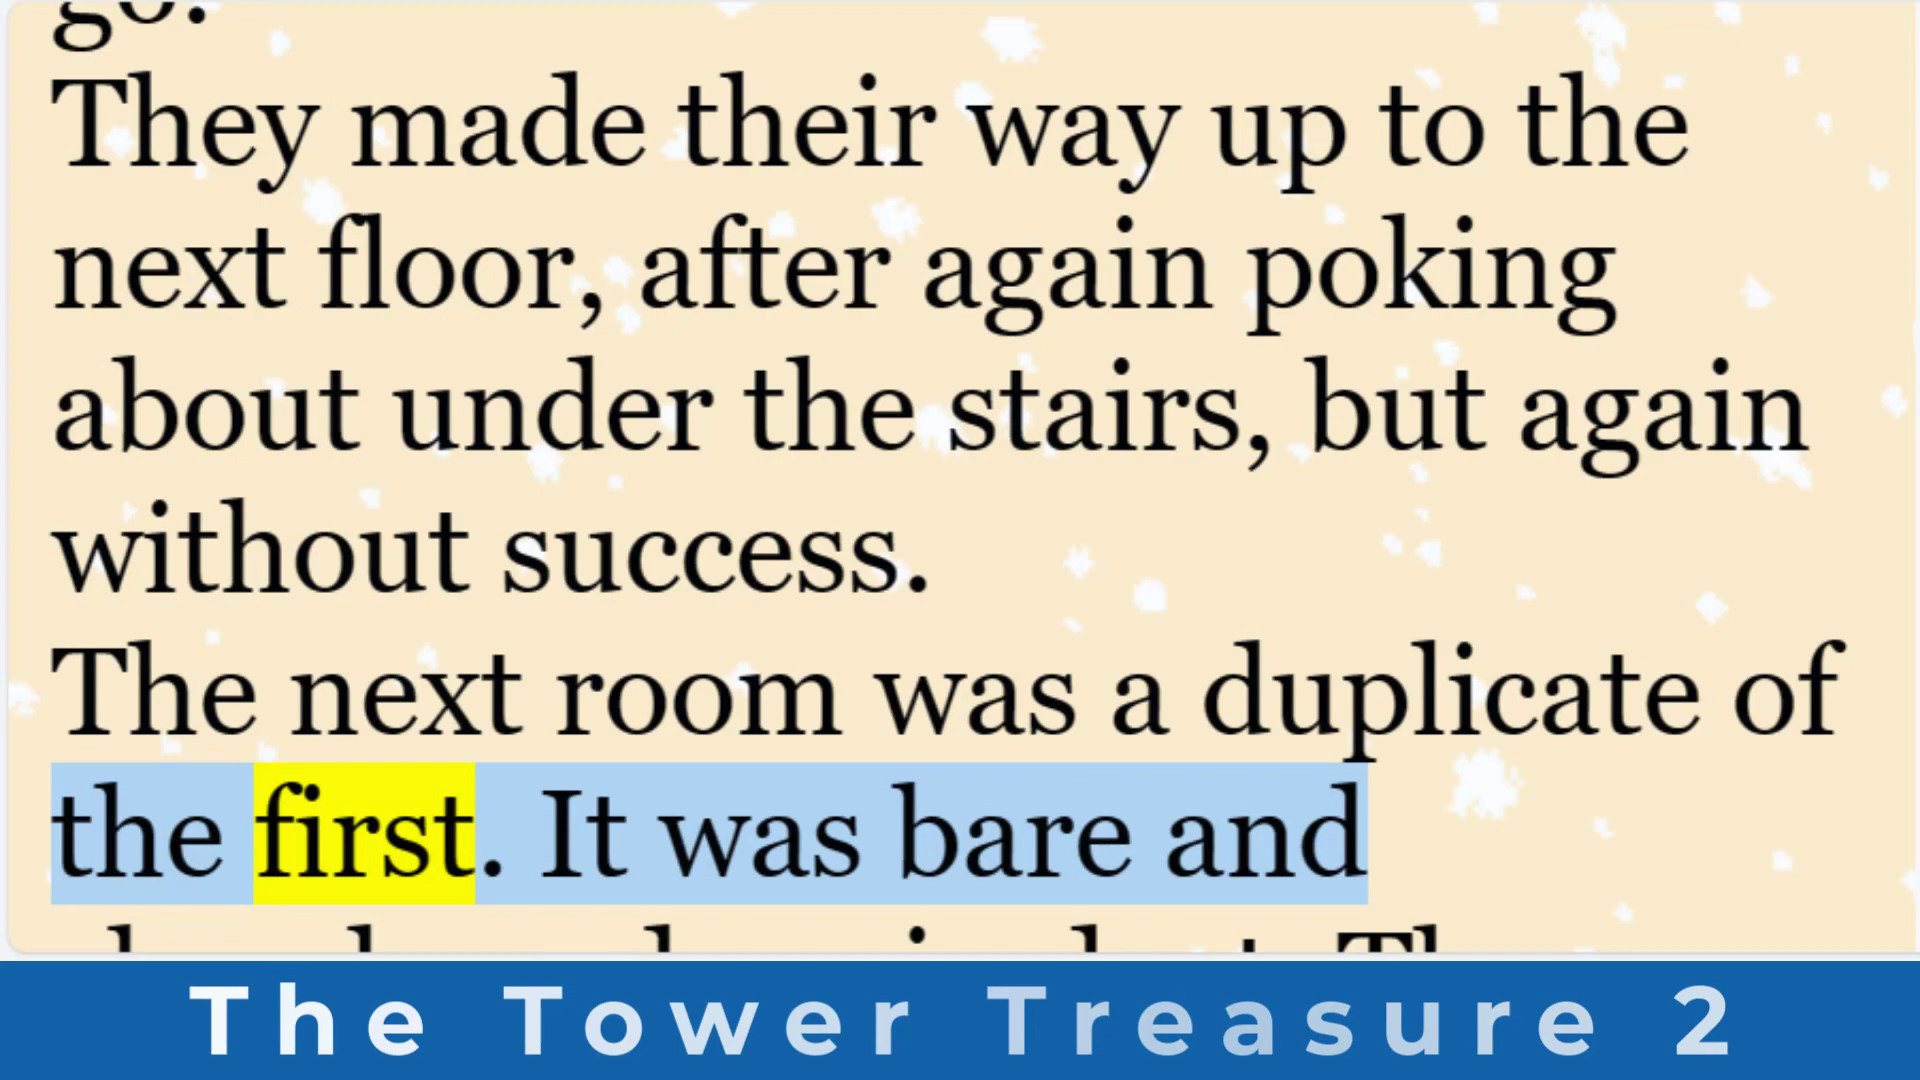 go.
They made their way up to the
next floor, after again poking
about under the stairs, but again
without success.
The next room was a duplicate of
the first. It was bare and
The Tower Treasure 2